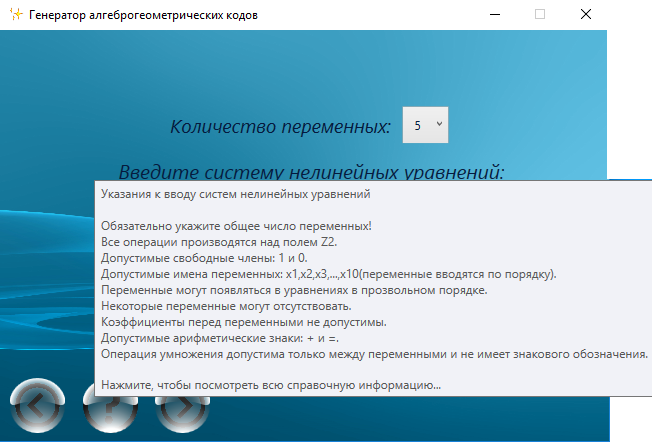 Генератор алгеброгеометрических кодов
Количество переменных:
5
Введите систему нелинейных уравнений:
Указания к вводу систем нелинейных уравнений
Обязательно укажите общее число переменных!
Все операции производятся над полем Z2.
Допустимые свободные члены: 1 и 0.
Допустимые имена переменных: x1,x2,x3,...,x10(переменные вводятся по порядку).
Переменные могут появляться в уравнениях в прозвольном порядке.
Некоторые переменные могут отсутствовать.
Коэффициенты перед переменными не допустимы.
Допустимые арифметические знаки: + и =.
Операция умножения допустима только между переменными и не имеет знакового обозначения.
Нажмите, чтобы посмотреть всю справочную информацию...